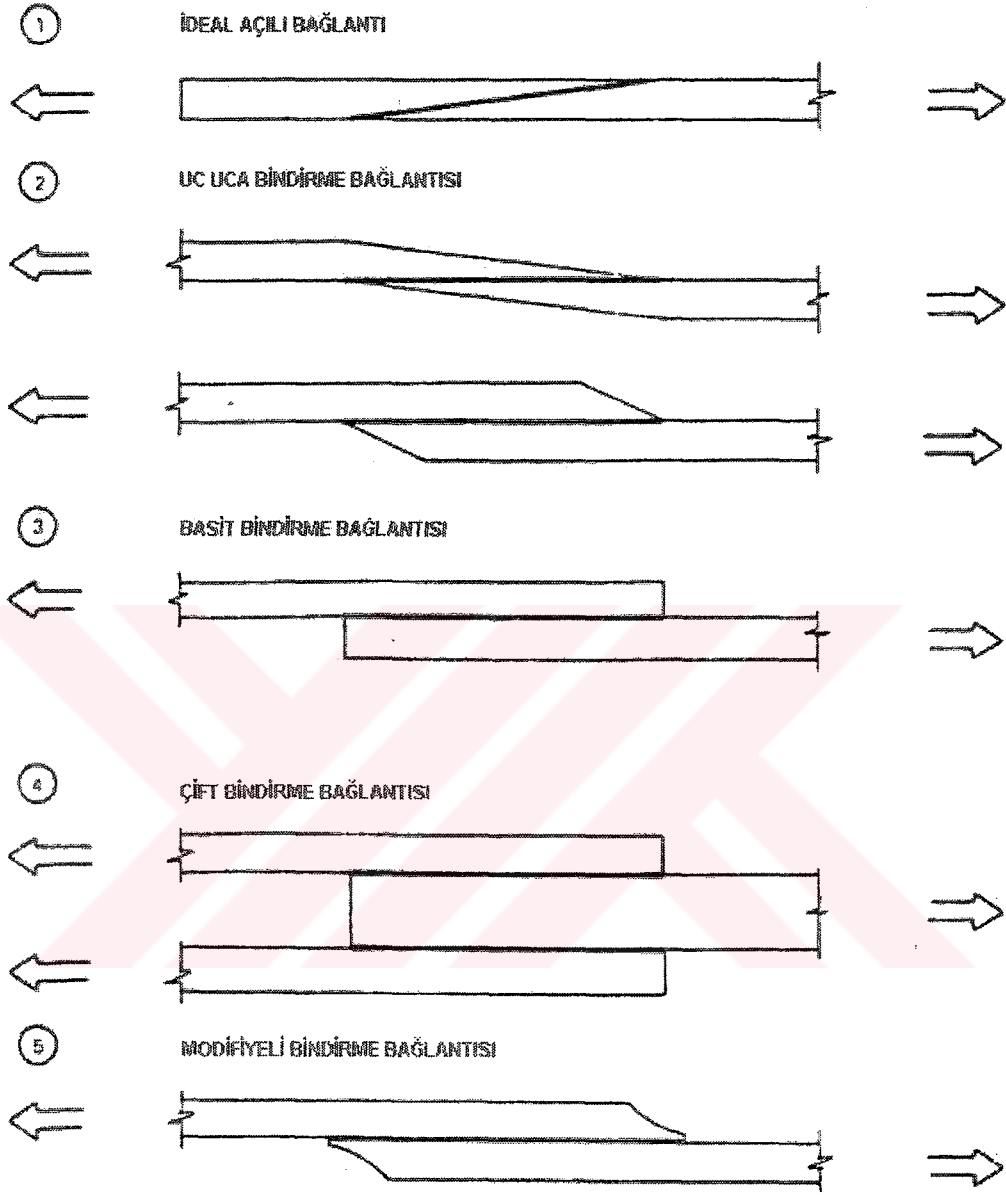 1 İDEAL AÇILI BAĞLANTI
2 UC UCA BİNDİRME BAĞLANTISI
3 BASİT BİNDİRME BAĞLANTISI
4 ÇİFT BİNDİRME BAĞLANTISI
5 MODİFİYELİ BİNDİRME BAĞLANTISI